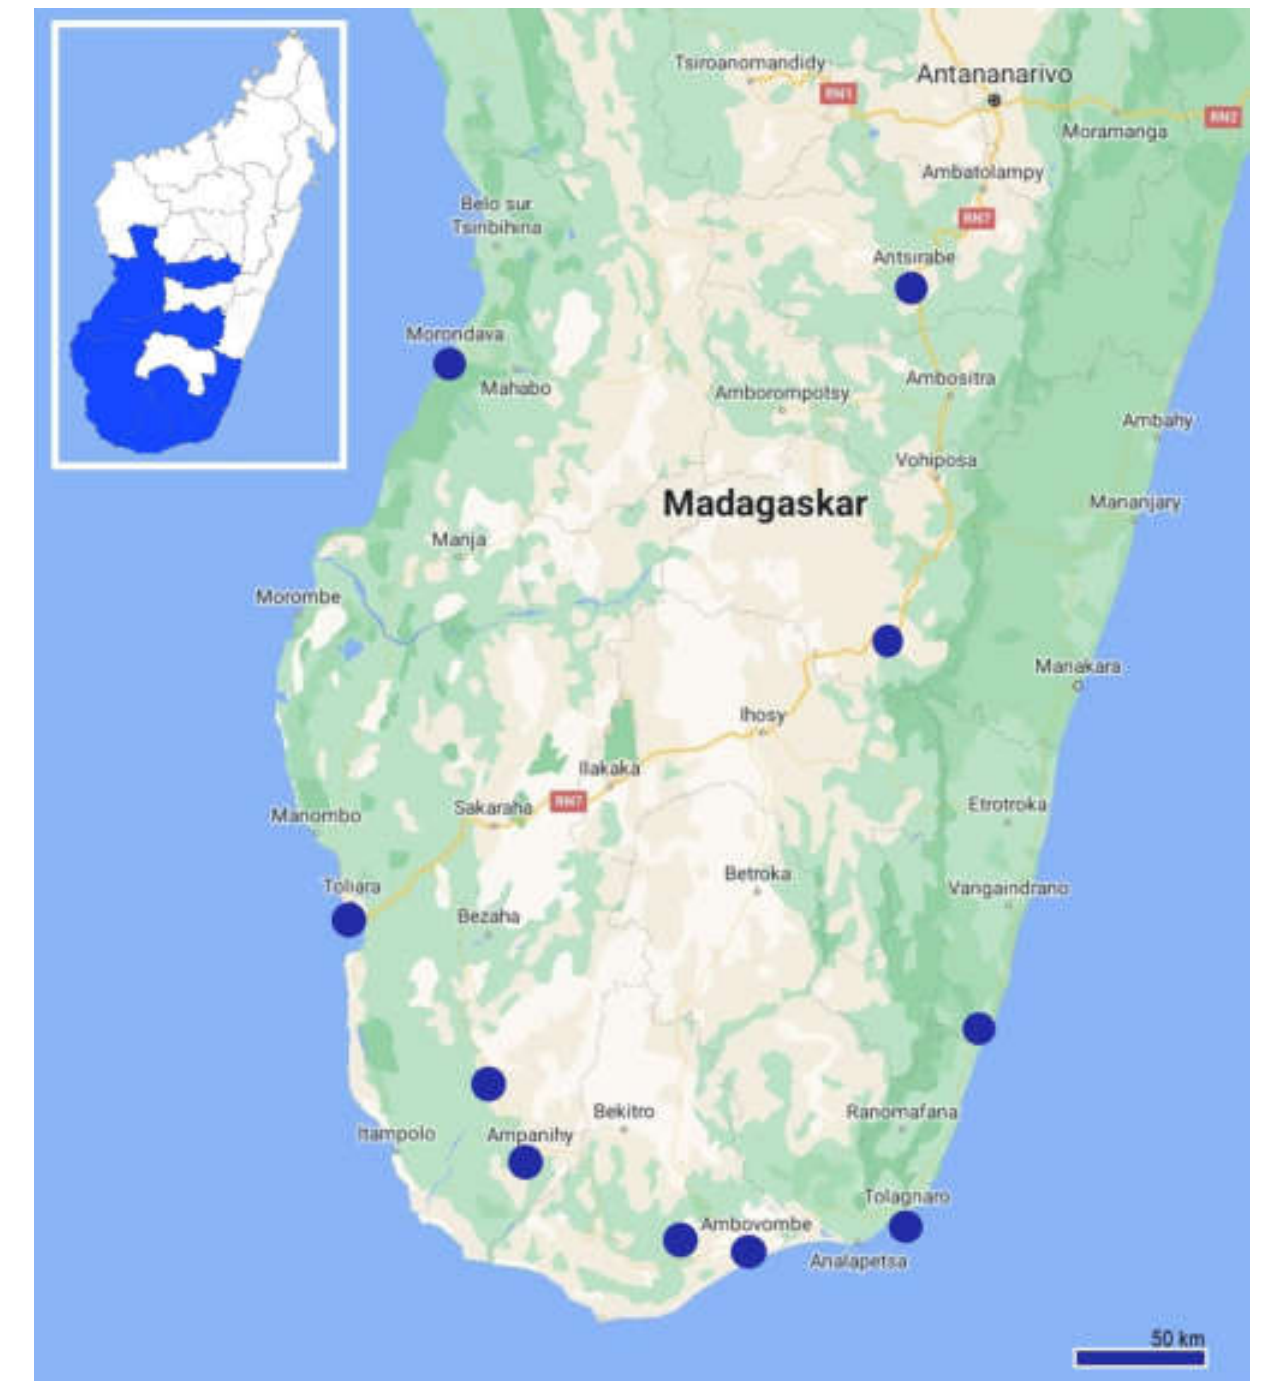 Tsiroanomandidy
Antananarivo
RN1
RN2
Moramanga
Ambatolampy
Belo sur
Tsiribihina
RN7
Antsirabe
Morondava
Mahabo
Ambositra
Amborompotsy
Ambahy
Vohiposa
Madagaskar
Mananjary
Manja
Morombe
Manakara
Ihosy
Ilakaka
RN7
Sakaraha
Etrotroka
Manombo
Betroka
Toliara
Vangaindrano
Bezaha
Bekitro
Ranomafana
Itampolo
Ampanihy
Tolagnaro
Ambovombe
Analapetsa
50 km